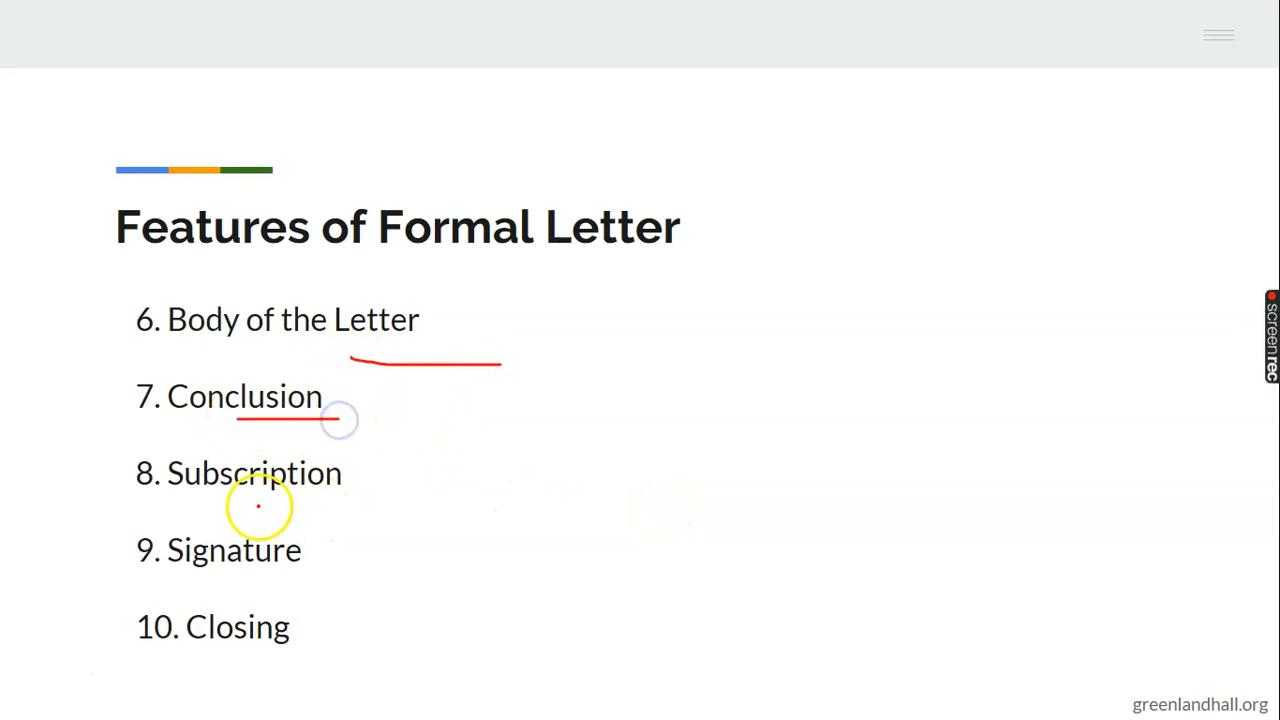 Features of Formal Letter
6. Body of the Letter
7. Conclusion
8. Subscription
9. Signature
10. Closing
screenrec
greenlandhall.org